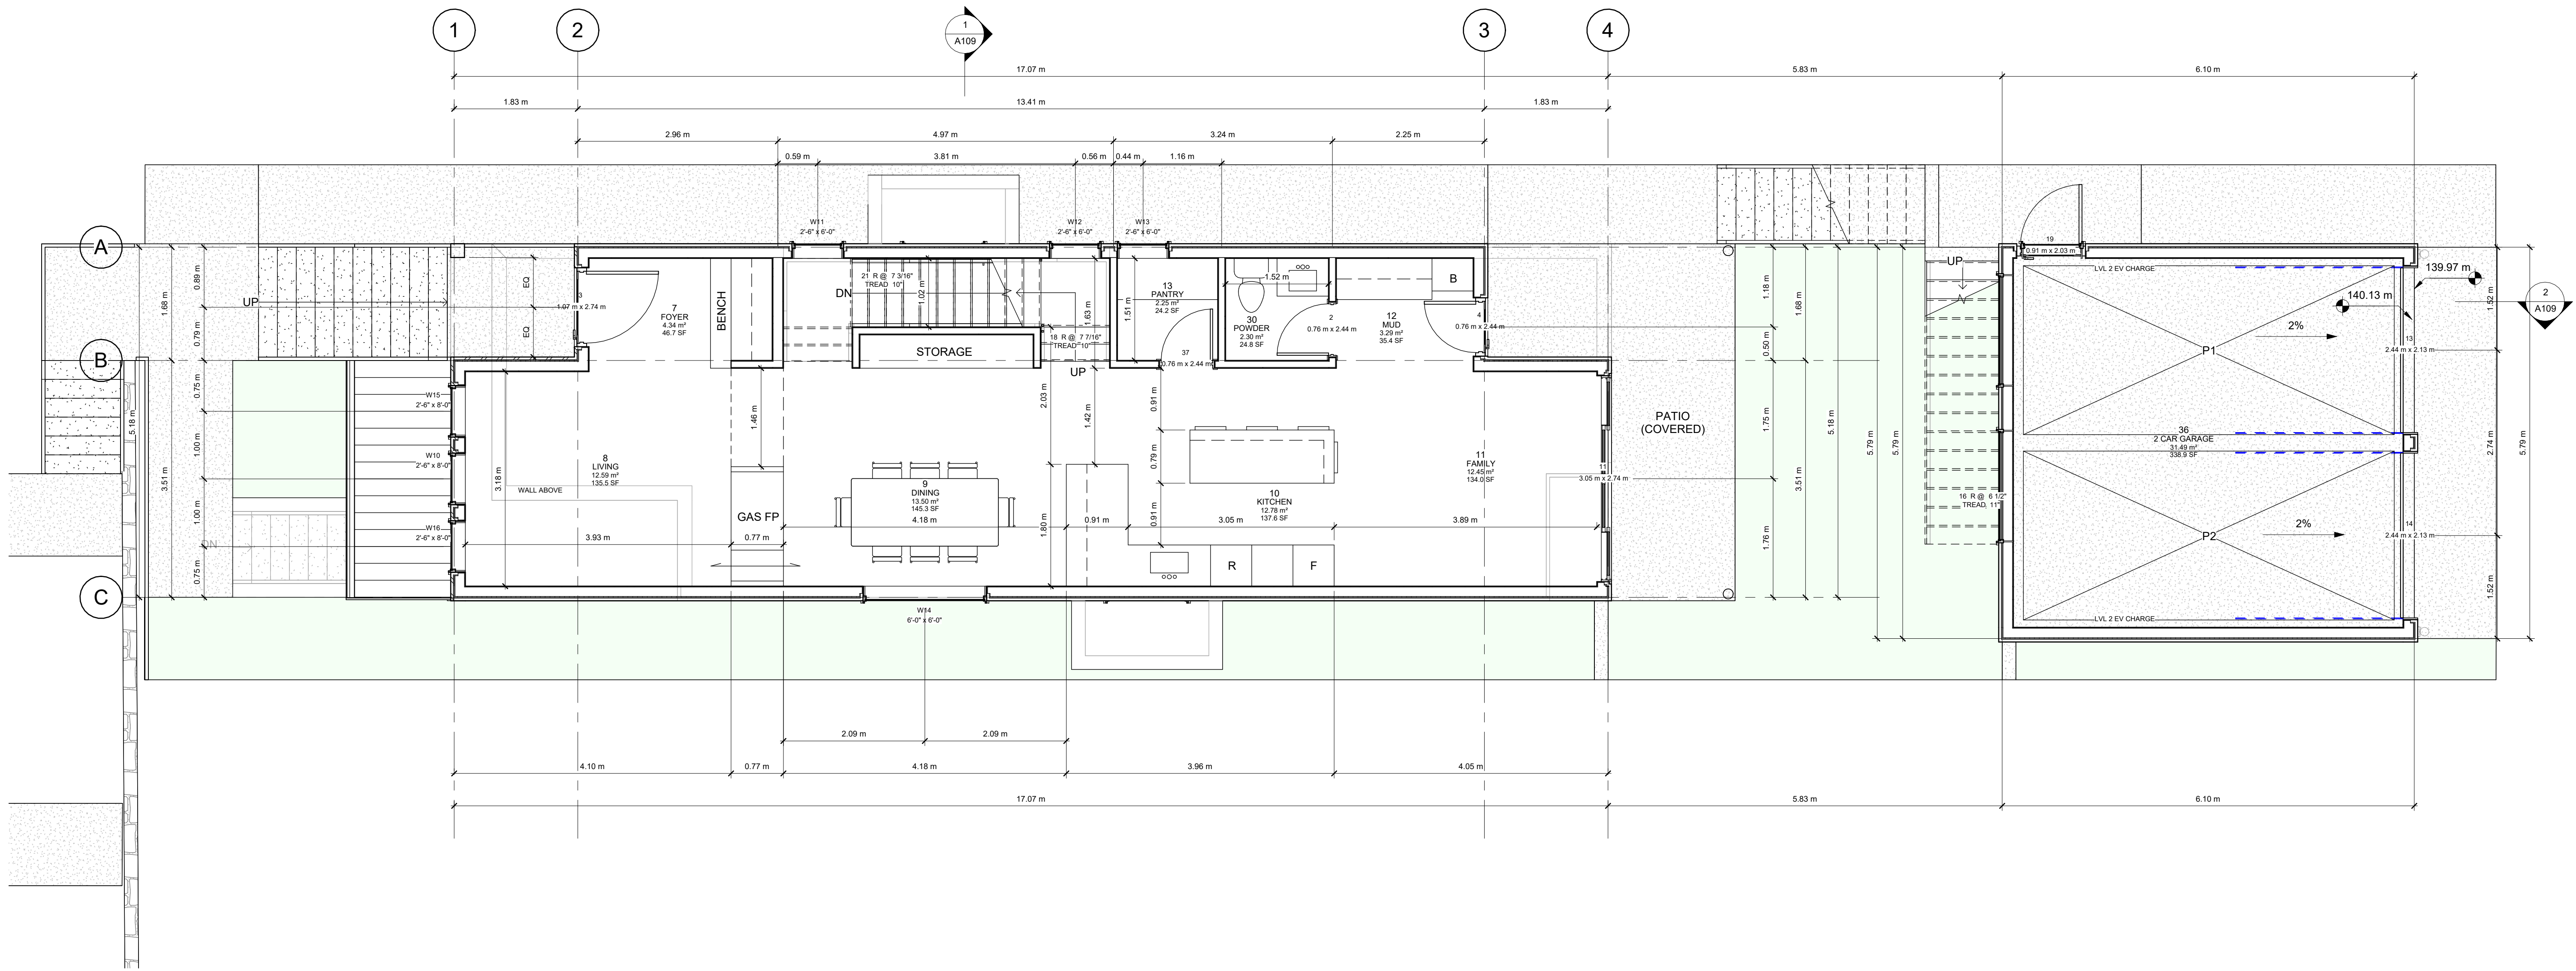 1
2
1
A109
3
4
17.07 m
5.83 m
6.10 m
1.83 m
13.41 m
1.83 m
2.96 m
4.97 m
3.24 m
2.25 m
0.59 m
3.81 m
0.56 m
0.44 m
1.16 m
W11
2'-6" x 6'-0"
W12
2'-6" x 6'-0"
W13
2'-6" x 6'-0"
A
B
C
5.18 m
1.68 m
3.51 m
0.89 m
0.79 m
0.75 m
1.00 m
1.00 m
0.75 m
UP
EQ
EQ
3
1.07 m x 2.74 m
7
FOYER
4.34 m²
46.7 SF
BENCH
21 R @ 7 3/16"
TREAD 10"
DN
1.02 m
STORAGE
1.63 m
18 R @ 7 7/16"
TREAD 10"
UP
1.51 m
13
PANTRY
2.25 m²
24.2 SF
37
0.76 m x 2.44 m
1.52 m
30
POWDER
2.30 m²
24.8 SF
2
0.76 m x 2.44 m
12
MUD
3.29 m²
35.4 SF
B
4
0.76 m x 2.44 m
1.18 m
0.50 m
1.75 m
1.76 m
1.68 m
3.51 m
5.18 m
5.79 m
5.79 m
W15
2'-6" x 8'-0"
W10
2'-6" x 8'-0"
W16
2'-6" x 8'-0"
DN
3.18 m
8
LIVING
12.59 m²
135.5 SF
WALL ABOVE
3.93 m
1.46 m
GAS FP
0.77 m
9
DINING
13.50 m²
145.3 SF
4.18 m
2.03 m
1.80 m
1.42 m
0.91 m
0.91 m
0.79 m
0.91 m
10
KITCHEN
12.78 m²
137.6 SF
3.05 m
R
F
11
FAMILY
12.45 m²
134.0 SF
3.89 m
11
3.05 m x 2.74 m
PATIO
(COVERED)
W14
6'-0" x 6'-0"
UP
16 R @ 6 1/2"
TREAD 11"
19
0.91 m x 2.03 m
LVL 2 EV CHARGE
139.97 m
140.13 m
2%
P1
13
2.44 m x 2.13 m
36
2 CAR GARAGE
31.49 m²
338.9 SF
2%
P2
14
2.44 m x 2.13 m
LVL 2 EV CHARGE
1.52 m
2.74 m
1.52 m
5.79 m
2
A109
2.09 m
2.09 m
4.10 m
0.77 m
4.18 m
3.96 m
4.05 m
17.07 m
5.83 m
6.10 m